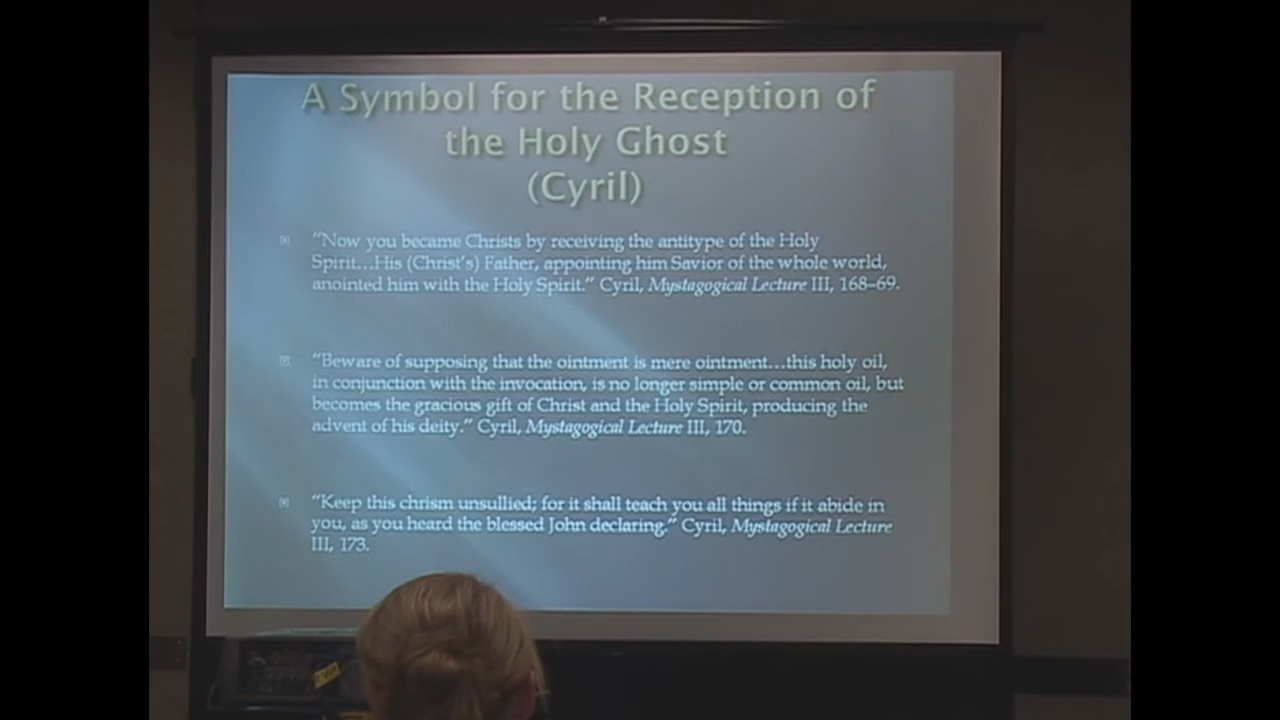 A Symbol for the Reception of
the Holy Ghost
(Cyril)
"Now you became Christs by receiving the antitype of the Holy
Spirit...His (Christ's) Father, appointing him Savior of the whole world,
anointed him with the Holy Spirit." Cyril, Mystagogical Lecture III, 168–69.
"Beware of supposing that the ointment is mere ointment...this holy oil,
in conjunction with the invocation, is no longer simple or common oil, but
becomes the gracious gift of Christ and the Holy Spirit, producing the
advent of his deity." Cyril, Mystagogical Lecture III, 170.
"Keep this chrism unsullied; for it shall teach you all things if it abide in
you, as you heard the blessed John declaring." Cyril, Mystagogical Lecture
III, 173.